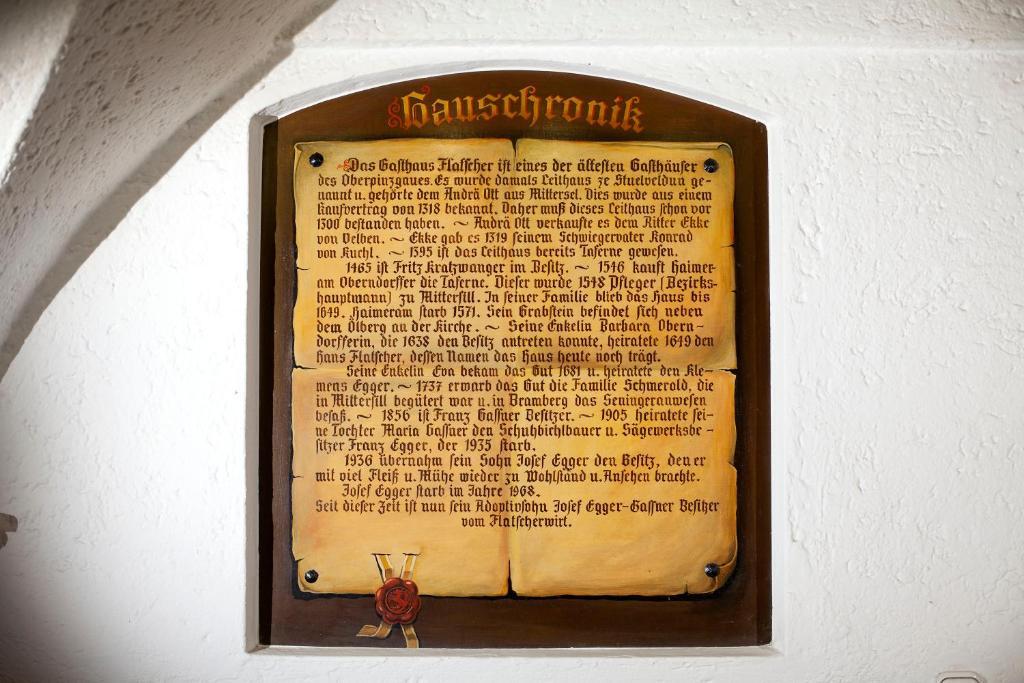 Hauschronik
Das Gasthaus Flatscher ist eines der ältesten Gasthäuser
des Oberpinzgaues. Es wurde damals Leithaus ze Stuelveldun ge-
nannt u. gehörte dem Andrä Ott aus Mittersel. Dies wurde aus einem
Kaufvertrag von 1318 bekannt. Daher muß dieses Leithaus schon vor
1300 bestanden haben. ~ Andrä Ott verkaufte es dem Ritter Ekke
von Velben. ~ Ekke gab es 1319 seinem Schwiegervater Konrad
von Kuchl. ~ 1395 ist das Leithaus bereits Taferne gewesen.
1465 ist Fritz Kratzwanger im Besitz. ~ 1546 kauft Haimer-
am Oberndorffer die Taferne. Dieser wurde 1548 Pfleger (Bezirks-
hauptmann) zu Mittersill. In seiner Familie blieb das Haus bis
1649. Haimeram starb 1571. Sein Grabstein befindet sich neben
dem Ölberg an der Kirche. ~ Seine Enkelin Barbara Obern-
dorfferin, die 1638 den Besitz antreten konnte, heiratete 1649 den
Hans Flatscher, dessen Namen das Haus heute noch trägt.
Seine Enkelin Eva bekam das Gut 1681 u. heiratete den Kle-
mens Egger. ~ 1737 erwarb das Gut die Familie Schmerold, die
in Mittersill begütert war u. in Bramberg das Seningeranwesen
besaß. ~ 1856 ist Franz Gassner Besitzer. ~ 1905 heiratete sei-
ne Tochter Maria Gassner den Schuhbichlbauer u. Sägewerksbe-
sitzer Franz Egger, der 1935 starb.
1936 übernahm sein Sohn Josef Egger den Besitz, den er
mit viel Fleiß u. Mühe wieder zu Wohlstand u. Ansehen brachte.
Josef Egger starb im Jahre 1968.
Seit dieser Zeit ist nun sein Adoptivsohn Josef Egger-Gassner Besitzer
vom Flatscherwirt.